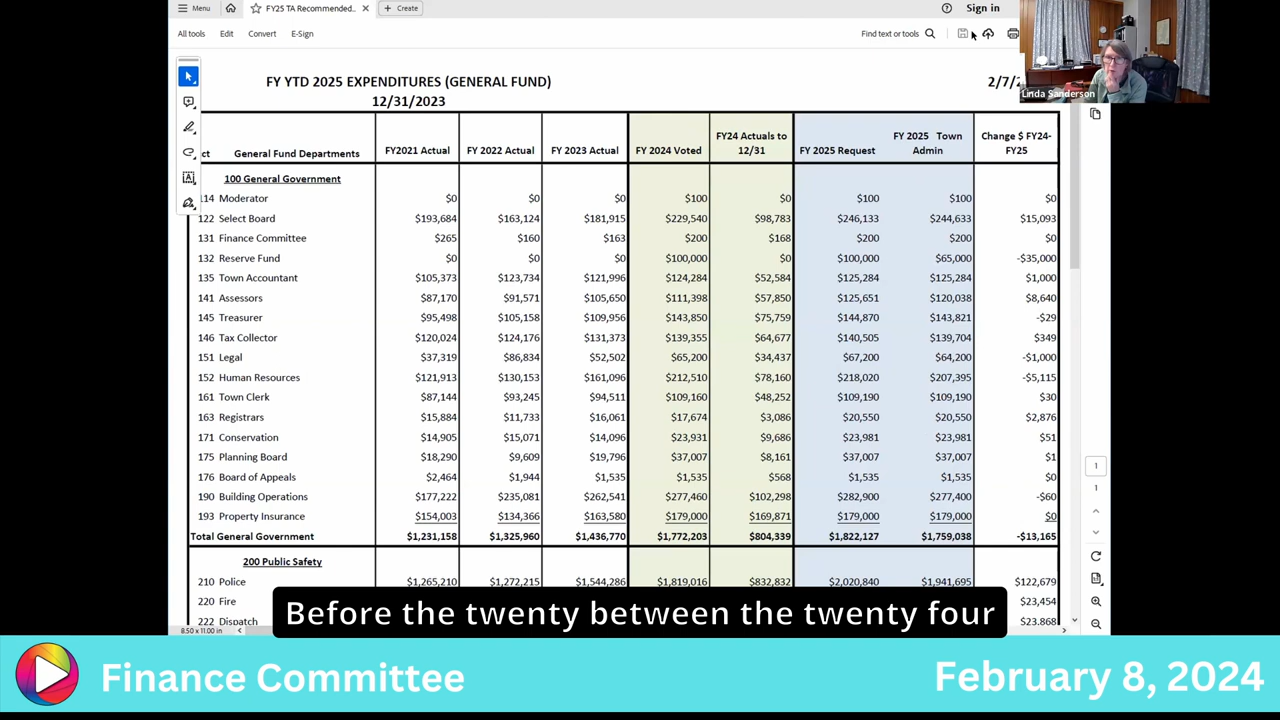 Menu FY25 TA Recommended... Create Sign in
All tools Edit Convert E-Sign Find text or tools
FY YTD 2025 EXPENDITURES (GENERAL FUND) 2/7/2
12/31/2023
Linda Sanderson
ct General Fund Departments FY2021 Actual FY 2022 Actual FY 2023 Actual FY 2024 Voted FY24 Actuals to 12/31 FY 2025 Request FY 2025 Town Admin Change $ FY24-FY25
100 General Government
114 Moderator $0 $0 $0 $100 $0 $100 $100 $0
122 Select Board $193,684 $163,124 $181,915 $229,540 $98,783 $246,133 $244,633 $15,093
131 Finance Committee $265 $160 $163 $200 $168 $200 $200 $0
132 Reserve Fund $0 $0 $0 $100,000 $0 $100,000 $65,000 -$35,000
135 Town Accountant $105,373 $123,734 $121,996 $124,284 $52,584 $125,284 $125,284 $1,000
141 Assessors $87,170 $91,571 $105,650 $111,398 $57,850 $125,651 $120,038 $8,640
145 Treasurer $95,498 $105,158 $109,956 $143,850 $75,759 $144,870 $143,821 -$29
146 Tax Collector $120,024 $124,176 $131,373 $139,355 $64,677 $140,505 $139,704 $349
151 Legal $37,319 $86,834 $52,502 $65,200 $34,437 $67,200 $64,200 -$1,000
152 Human Resources $121,913 $130,153 $161,096 $212,510 $78,160 $218,020 $207,395 -$5,115
161 Town Clerk $87,144 $93,245 $94,511 $109,160 $48,252 $109,190 $109,190 $30
163 Registrars $15,884 $11,733 $16,061 $17,674 $3,086 $20,550 $20,550 $2,876
171 Conservation $14,905 $15,071 $14,096 $23,931 $9,686 $23,981 $23,981 $51
175 Planning Board $18,290 $9,609 $19,796 $37,007 $8,161 $37,007 $37,007 $1
176 Board of Appeals $2,464 $1,944 $1,535 $1,535 $568 $1,535 $1,535 $0
190 Building Operations $177,222 $235,081 $262,541 $277,460 $102,298 $282,900 $277,400 -$60
193 Property Insurance $154,003 $134,366 $163,580 $179,000 $169,871 $179,000 $179,000 $0
Total General Government $1,231,158 $1,325,960 $1,436,770 $1,772,203 $804,339 $1,822,127 $1,759,038 -$13,165
200 Public Safety
210 Police $1,265,210 $1,272,215 $1,544,286 $1,819,016 $832,832 $2,020,840 $1,941,695 $122,679
220 Fire $23,454
222 Dispatch $23,868
1
1
8.50 x 11.00 in
Before the twenty between the twenty four
Finance Committee February 8, 2024